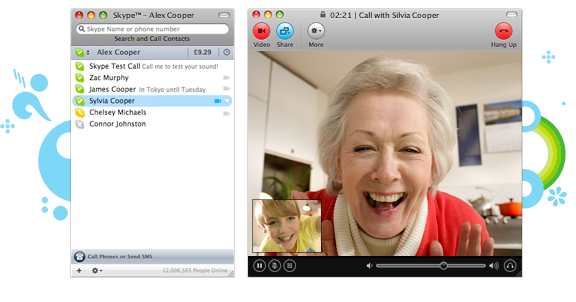 Skype™ – Alex Cooper
Skype Name or phone number
Search and Call Contacts
Alex Cooper £9.29
Skype Test Call Call me to test your sound!
Zac Murphy
James Cooper In Tokyo until Tuesday
Sylvia Cooper
Chelsey Michaels
Connor Johnston
Call Phones or Send SMS
12,006,565 People Online
02:21 | Call with Silvia Cooper
Video Share More Hang Up